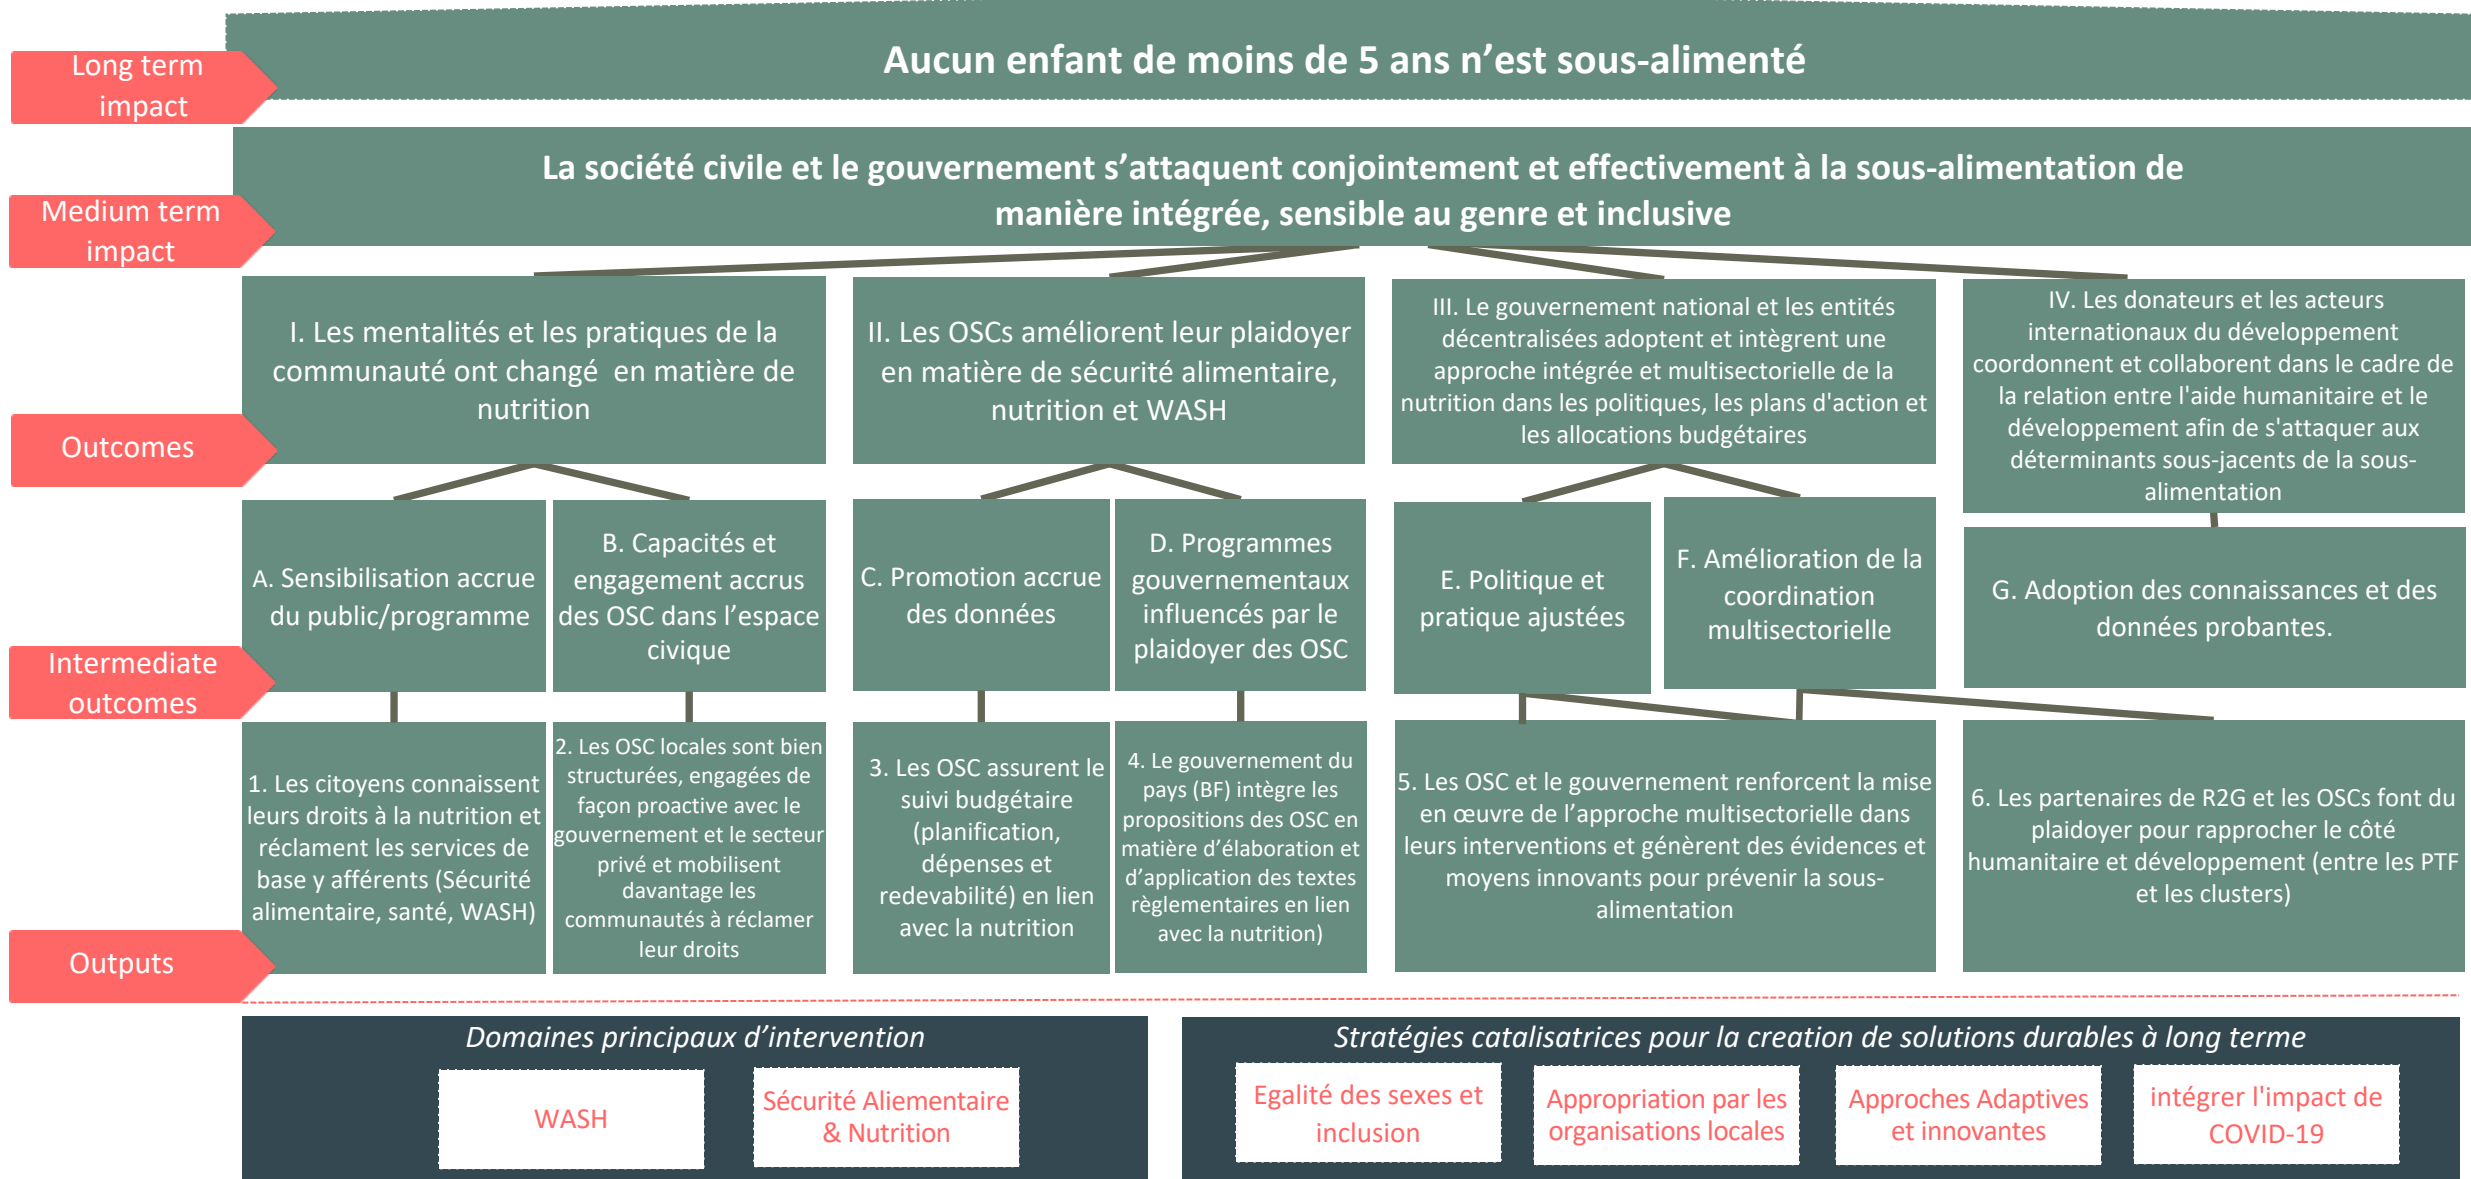 Long term
impact
Aucun enfant de moins de 5 ans n’est sous-alimenté
Medium term
impact
La société civile et le gouvernement s’attaquent conjointement et effectivement à la sous-alimentation de
manière intégrée, sensible au genre et inclusive
Outcomes
I. Les mentalités et les pratiques de la
communauté ont changé en matière de
nutrition
II. Les OSCs améliorent leur plaidoyer
en matière de sécurité alimentaire,
nutrition et WASH
III. Le gouvernement national et les entités
décentralisées adoptent et intègrent une
approche intégrée et multisectorielle de la
nutrition dans les politiques, les plans d'action et
les allocations budgétaires
IV. Les donateurs et les acteurs
internationaux du développement
coordonnent et collaborent dans le cadre de
la relation entre l'aide humanitaire et le
développement afin de s'attaquer aux
déterminants sous-jacents de la sous-
alimentation
Intermediate
outcomes
A. Sensibilisation accrue
du public/programme
B. Capacités et
engagement accrus
des OSC dans l’espace
civique
C. Promotion accrue
des données
D. Programmes
gouvernementaux
influencés par le
plaidoyer des OSC
E. Politique et
pratique ajustées
F. Amélioration de la
coordination
multisectorielle
G. Adoption des connaissances et des
données probantes.
Outputs
1. Les citoyens connaissent
leurs droits à la nutrition et
réclament les services de
base y afférents (Sécurité
alimentaire, santé, WASH)
2. Les OSC locales sont bien
structurées, engagées de
façon proactive avec le
gouvernement et le secteur
privé et mobilisent
davantage les
communautés à réclamer
leur droits
3. Les OSC assurent le
suivi budgétaire
(planification,
dépenses et
redevabilité) en lien
avec la nutrition
4. Le gouvernement du
pays (BF) intègre les
propositions des OSC en
matière d’élaboration et
d’application des textes
règlementaires en lien
avec la nutrition)
5. Les OSC et le gouvernement renforcent la mise
en œuvre de l’approche multisectorielle dans
leurs interventions et génèrent des évidences et
moyens innovants pour prévenir la sous-
alimentation
6. Les partenaires de R2G et les OSCs font du
plaidoyer pour rapprocher le côté
humanitaire et développement (entre les PTF
et les clusters)
Domaines principaux d’intervention
WASH
Sécurité Aliementaire
& Nutrition
Stratégies catalisatrices pour la creation de solutions durables à long terme
Egalité des sexes et
inclusion
Appropriation par les
organisations locales
Approches Adaptives
et innovantes
intégrer l'impact de
COVID-19